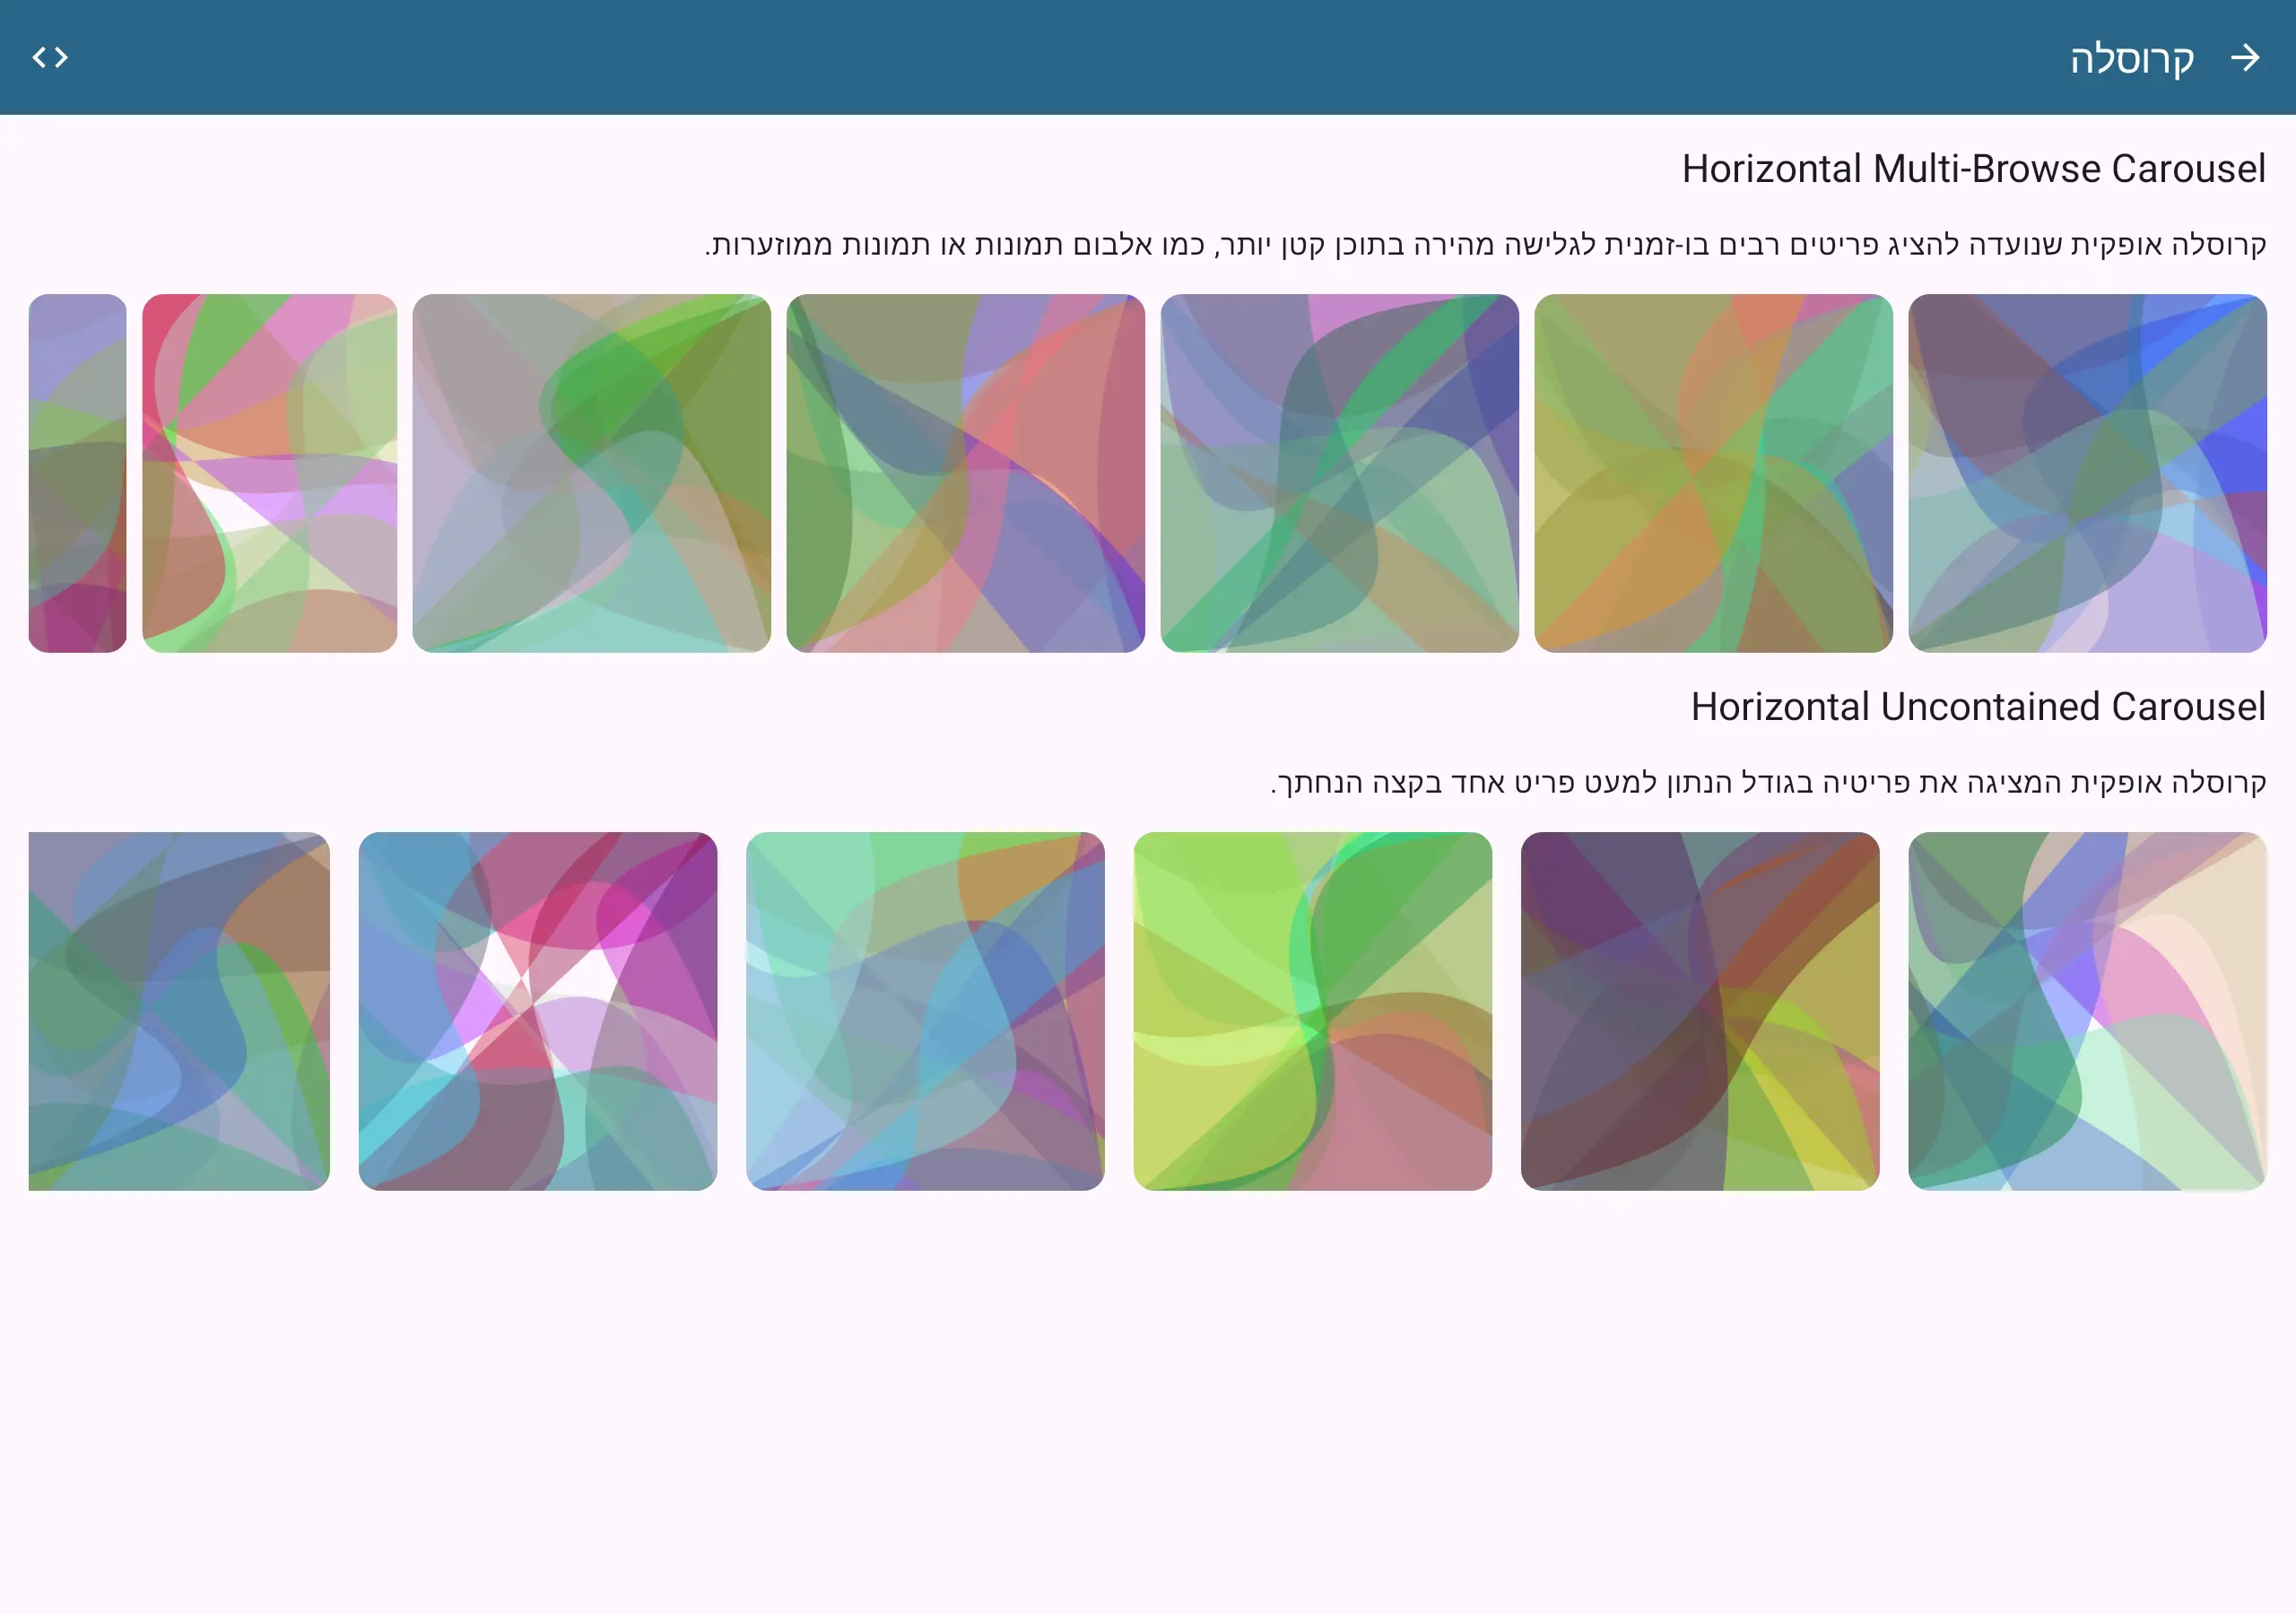 קרוסלה
Horizontal Multi-Browse Carousel
קרוסלה אופקית שנועדה להציג פריטים רבים בו-זמנית לגלישה מהירה בתוכן קטן יותר, כמו אלבום תמונות או תמונות ממוזערות.
Horizontal Uncontained Carousel
קרוסלה אופקית המציגה את פריטיה בגודל הנתון למעט פריט אחד בקצה הנחתך.